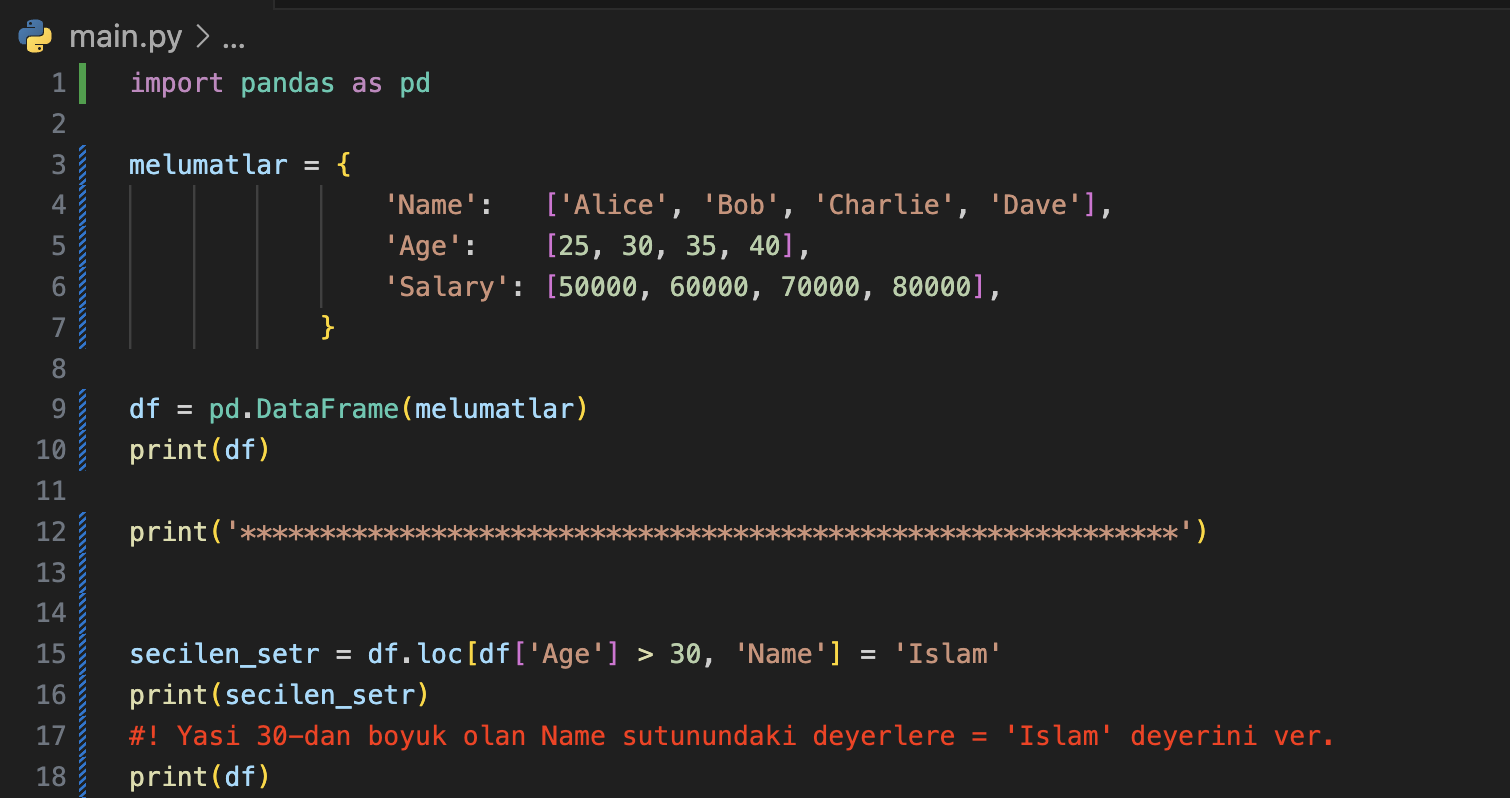 main.py > ...
1 import pandas as pd
2
3 melumatlar = {
4 'Name': ['Alice', 'Bob', 'Charlie', 'Dave'],
5 'Age': [25, 30, 35, 40],
6 'Salary': [50000, 60000, 70000, 80000],
7 }
8
9 df = pd.DataFrame(melumatlar)
10 print(df)
11
12 print('***********************************************************')
13
14
15 secilen_setr = df.loc[df['Age'] > 30, 'Name'] = 'Islam'
16 print(secilen_setr)
17 #! Yasi 30-dan boyuk olan Name sutunundaki deyerlere = 'Islam' deyerini ver.
18 print(df)